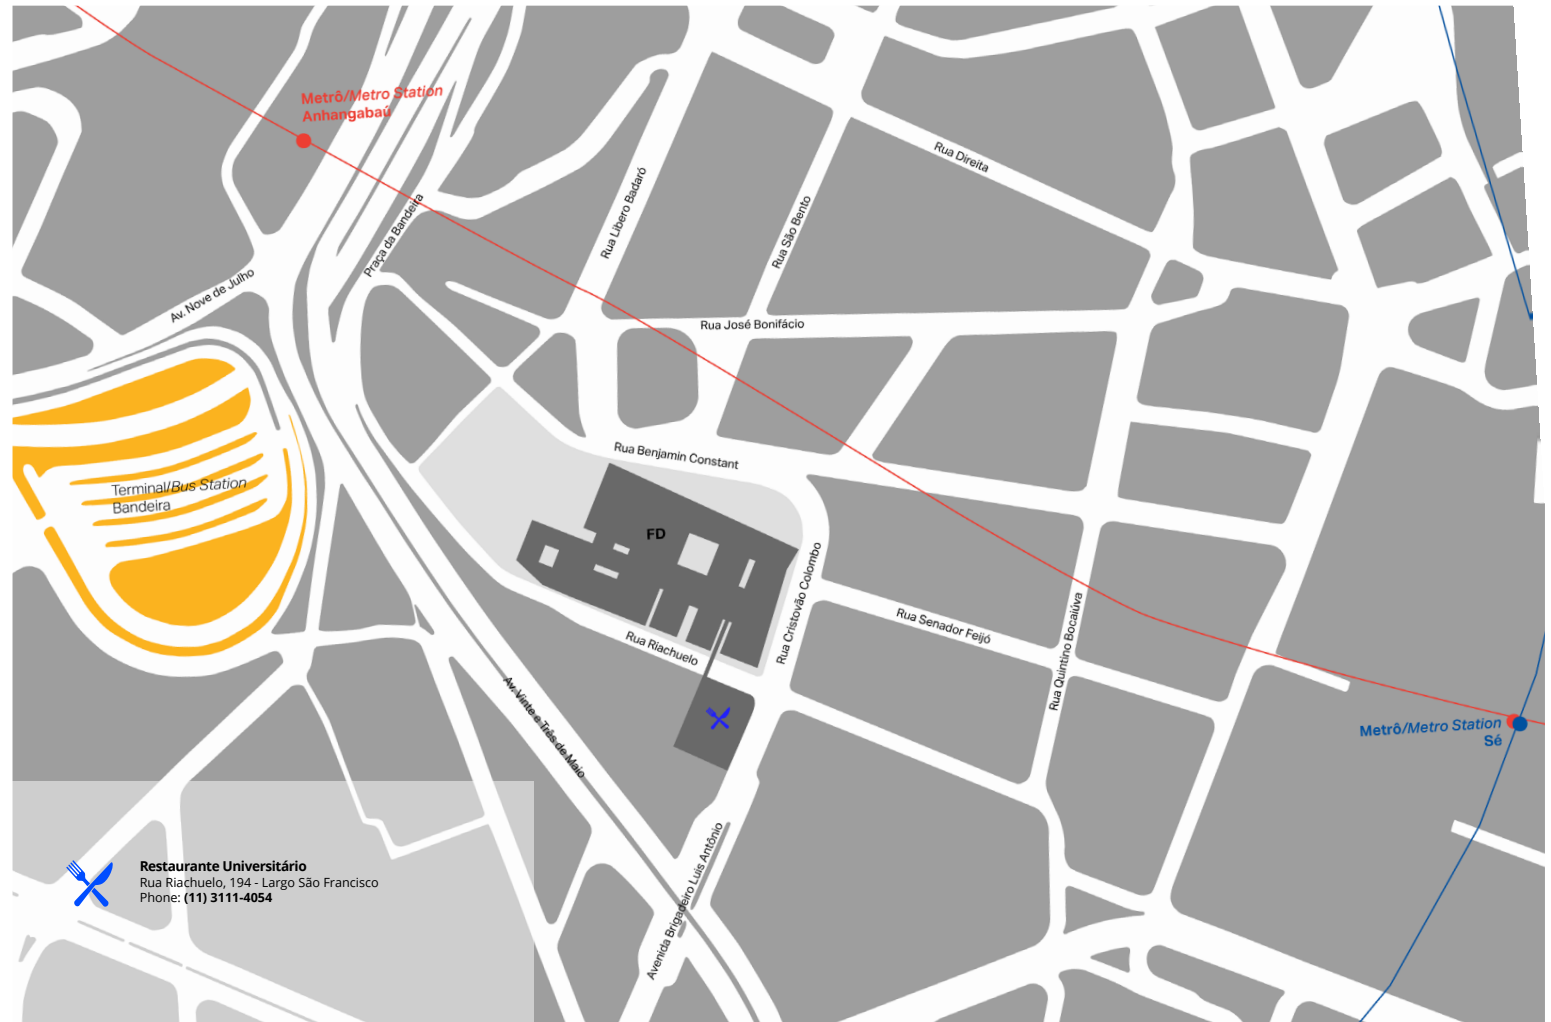 Metrô/Metro Station
Anhangabaú
Rua Direita
Rua Libero Badaró
Rua São Bento
Praça da Bandeira
Av. Nove de Julho
Rua José Bonifácio
Rua Benjamin Constant
Terminal/Bus Station
Bandeira
FD
Rua Cristovão Colombo
Rua Senador Feijó
Rua Quintino Bocaiúva
Rua Riachuelo
Av. Vinte e Três de Maio
Metrô/Metro Station
Sé
Avenida Brigadeiro Luis Antônio
Restaurante Universitário
Rua Riachuelo, 194 - Largo São Francisco
Phone: (11) 3111-4054